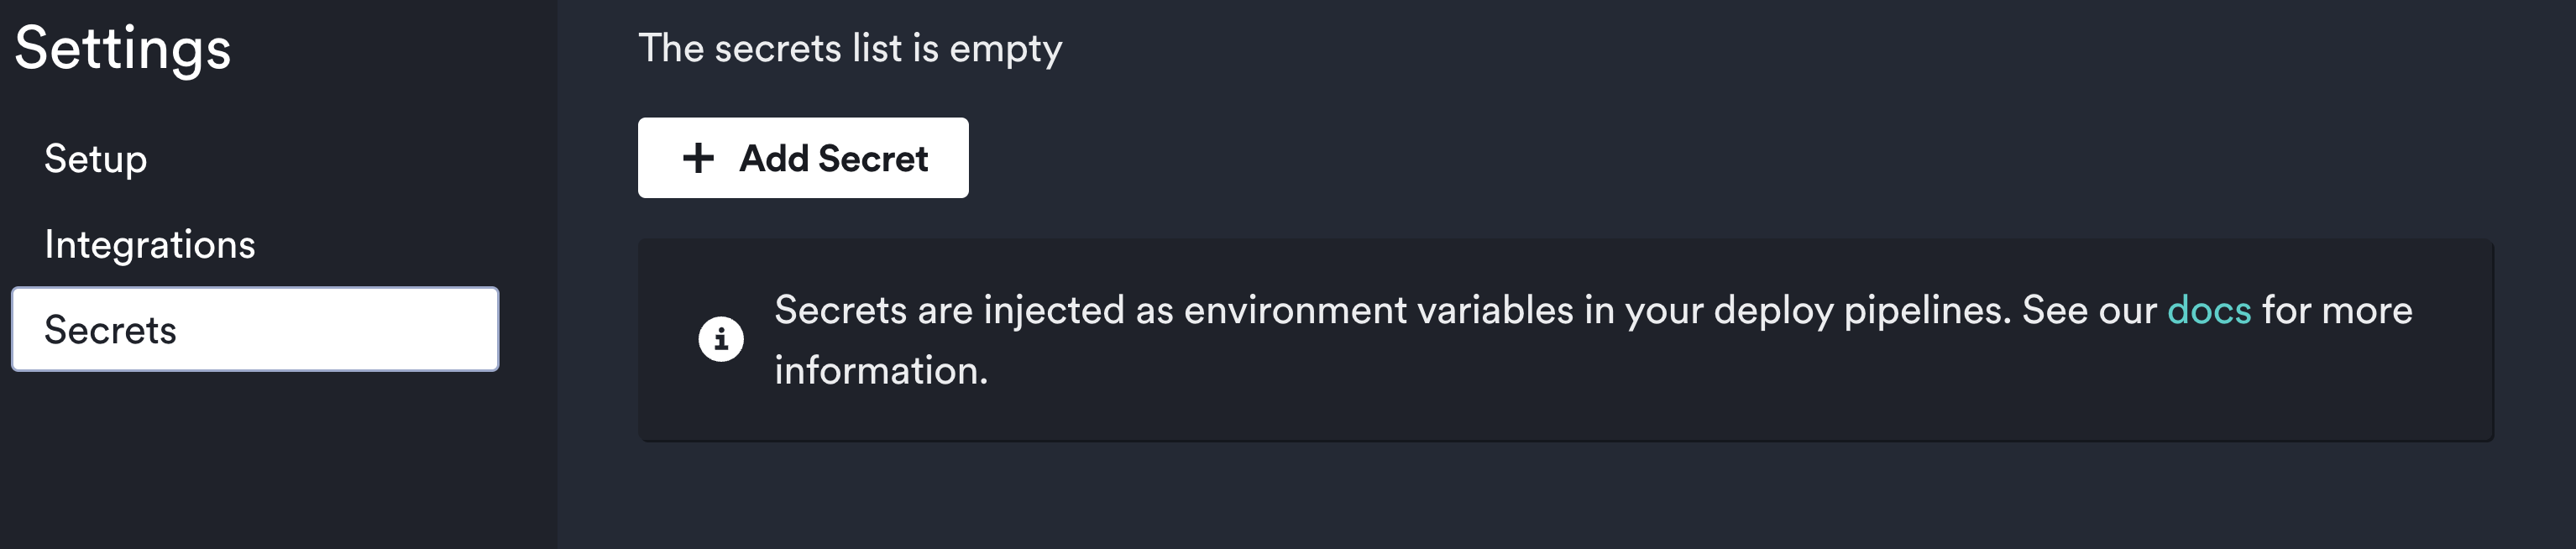 Settings
Setup
Integrations
Secrets
The secrets list is empty
+ Add Secret
Secrets are injected as environment variables in your deploy pipelines. See our docs for more
information.